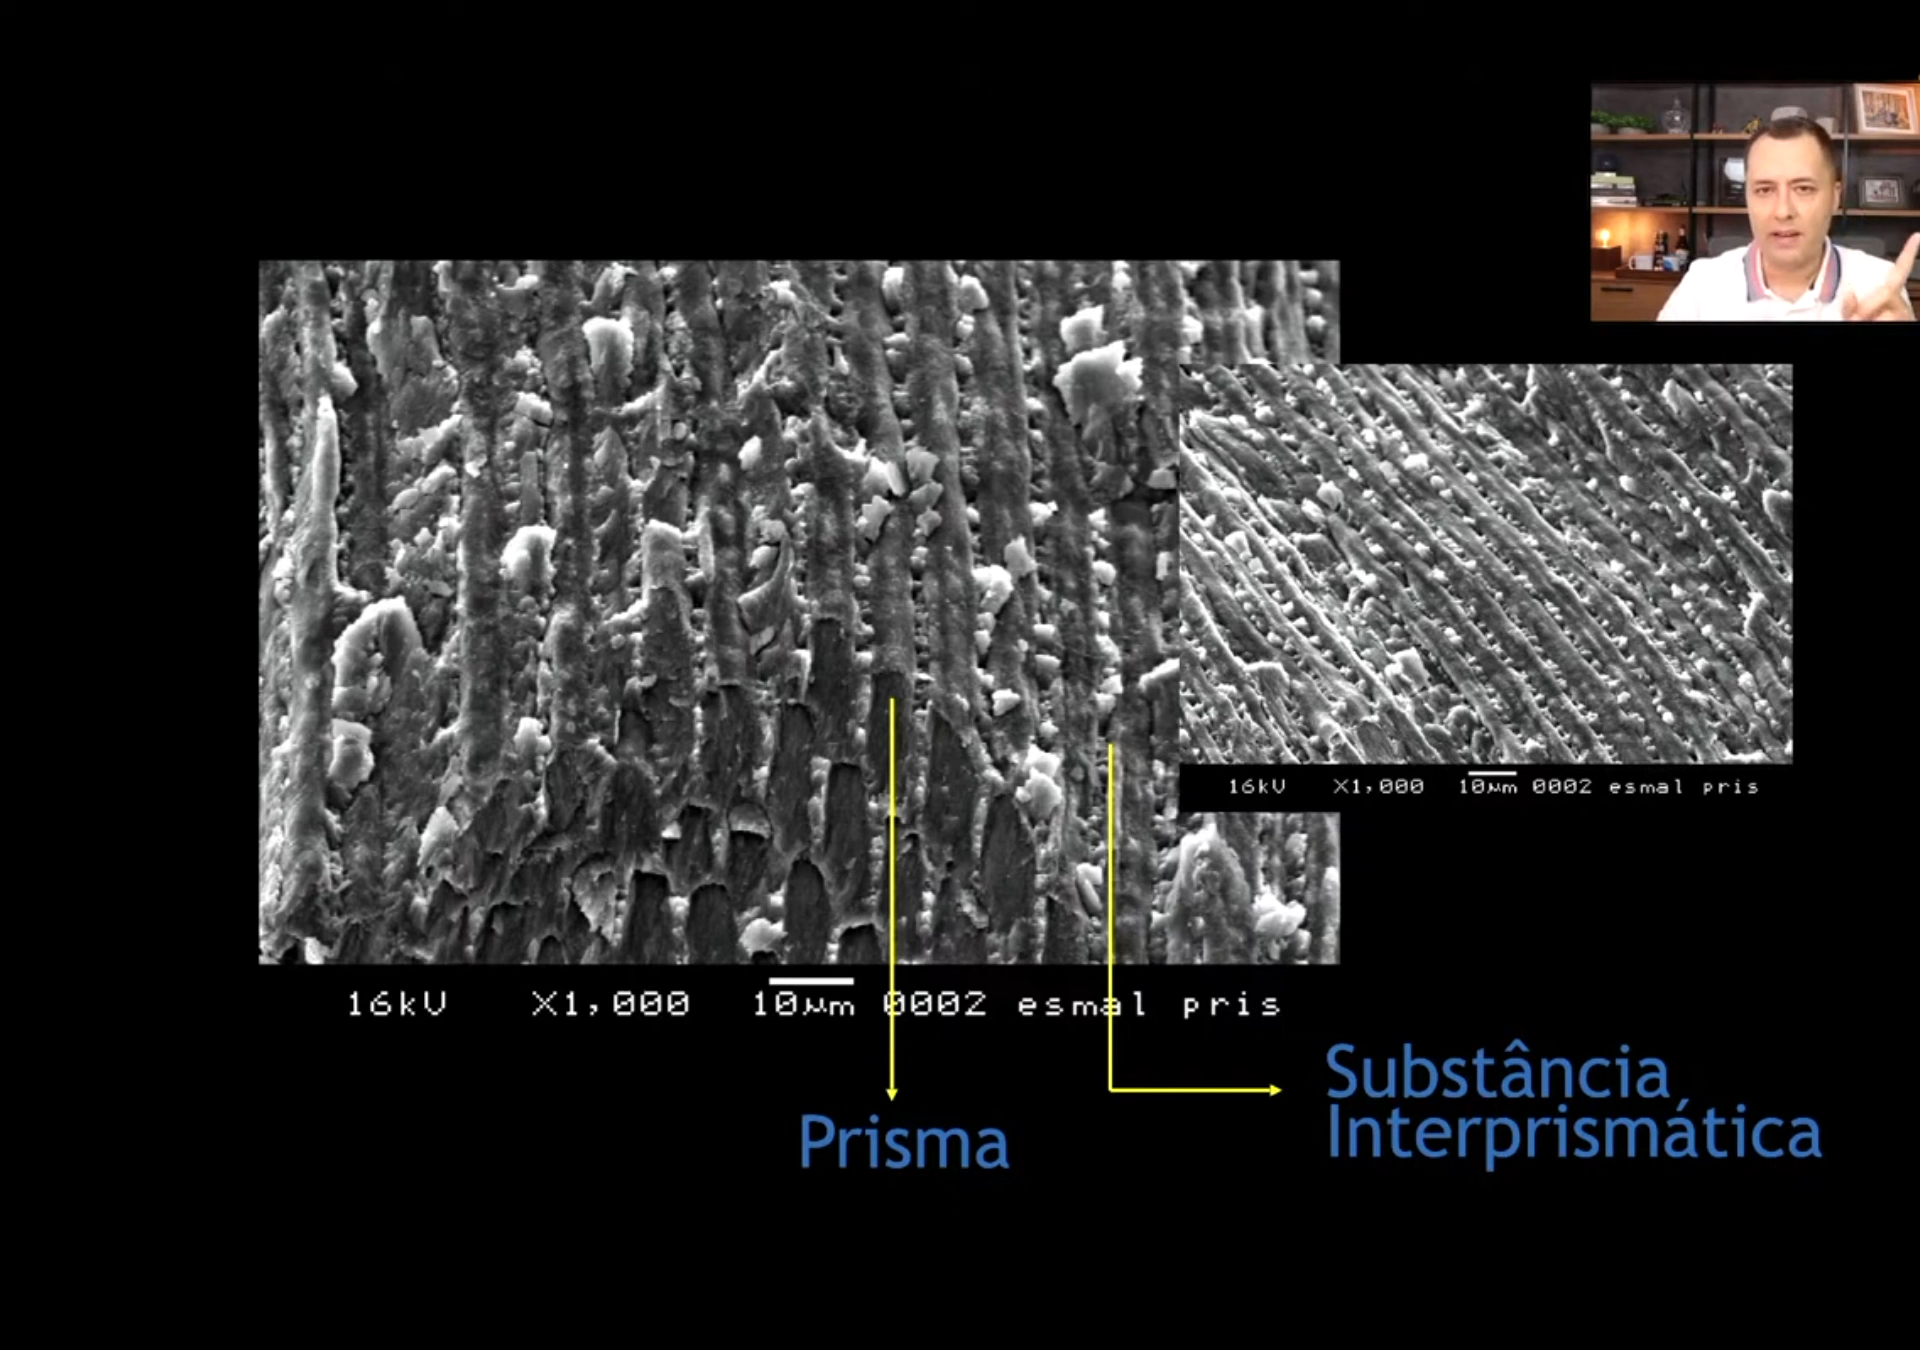 16kV X1,000 10µm 0002 esmal pris
16kV X1,000 10µm 0002 esmal pris
Prisma
Substância
Interprismática